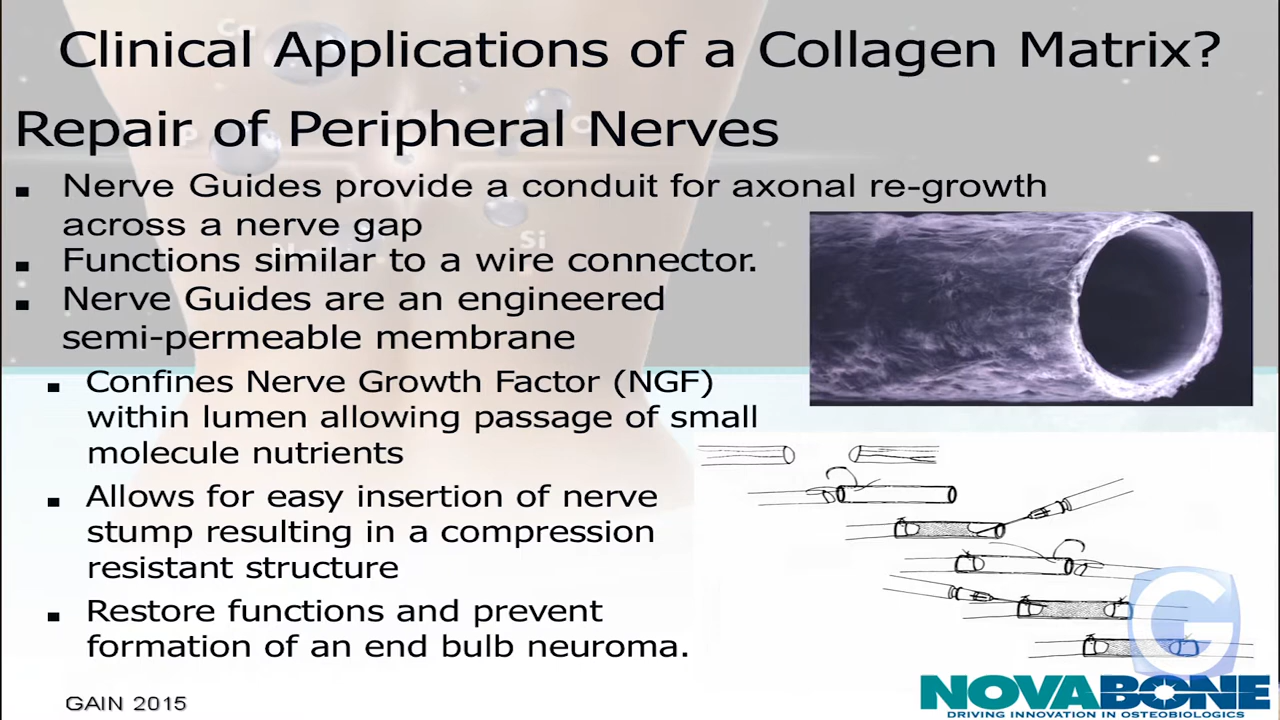 Clinical Applications of a Collagen Matrix?
Repair of Peripheral Nerves
▪ Nerve Guides provide a conduit for axonal re-growth
across a nerve gap
▪ Functions similar to a wire connector.
▪ Nerve Guides are an engineered
semi-permeable membrane
▪ Confines Nerve Growth Factor (NGF)
within lumen allowing passage of small
molecule nutrients
▪ Allows for easy insertion of nerve
stump resulting in a compression
resistant structure
▪ Restore functions and prevent
formation of an end bulb neuroma.
Ca
P
O
Si
G
GAIN 2015
NOVABONE
DRIVING INNOVATION IN OSTEOBIOLOGICS